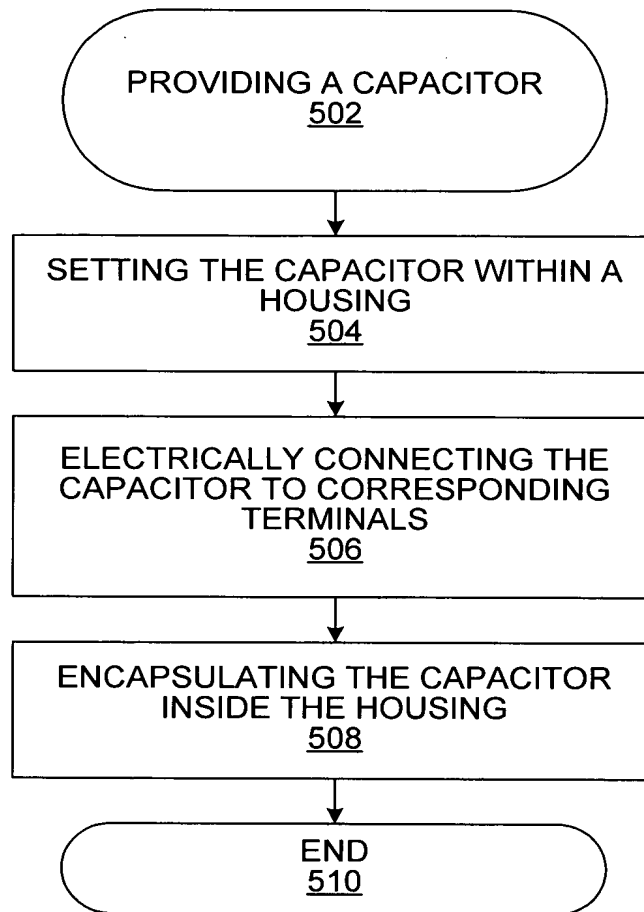 PROVIDING A CAPACITOR
502
SETTING THE CAPACITOR WITHIN A
HOUSING
504
ELECTRICALLY CONNECTING THE
CAPACITOR TO CORRESPONDING
TERMINALS
506
ENCAPSULATING THE CAPACITOR
INSIDE THE HOUSING
508
END
510